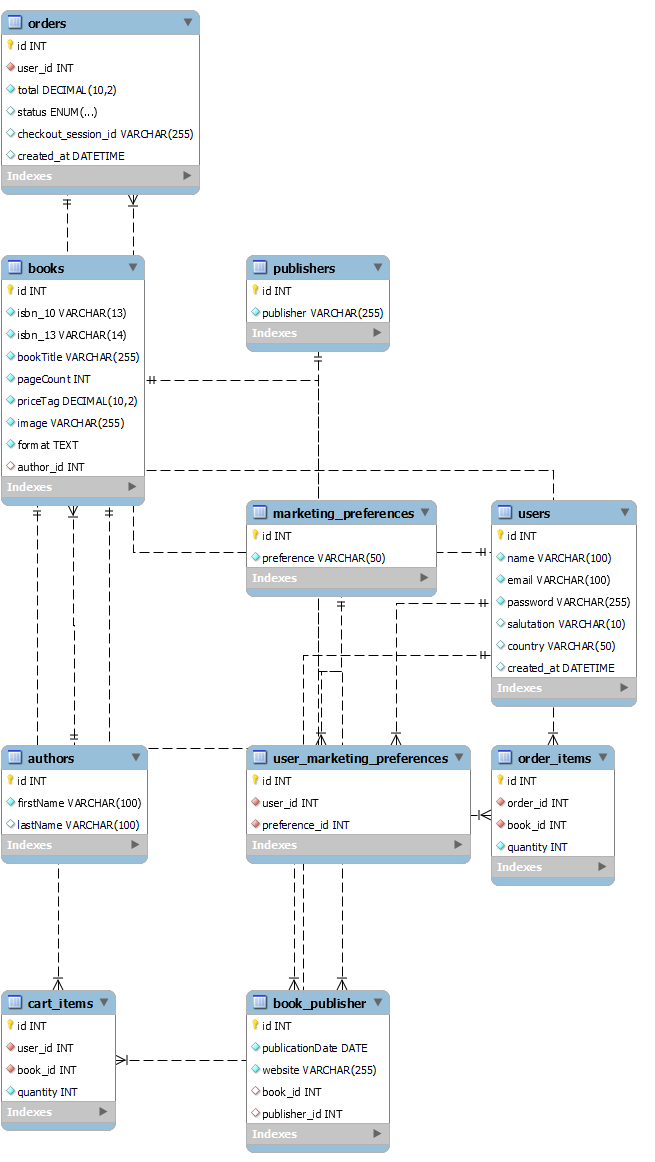 orders
id INT
user_id INT
total DECIMAL(10,2)
status ENUM(...)
checkout_session_id VARCHAR(255)
created_at DATETIME
Indexes
books
id INT
isbn_10 VARCHAR(13)
isbn_13 VARCHAR(14)
bookTitle VARCHAR(255)
pageCount INT
priceTag DECIMAL(10,2)
image VARCHAR(255)
format TEXT
author_id INT
Indexes
publishers
id INT
publisher VARCHAR(255)
Indexes
marketing_preferences
id INT
preference VARCHAR(50)
Indexes
users
id INT
name VARCHAR(100)
email VARCHAR(100)
password VARCHAR(255)
salutation VARCHAR(10)
country VARCHAR(50)
created_at DATETIME
Indexes
authors
id INT
firstName VARCHAR(100)
lastName VARCHAR(100)
Indexes
user_marketing_preferences
id INT
user_id INT
preference_id INT
Indexes
order_items
id INT
order_id INT
book_id INT
quantity INT
Indexes
cart_items
id INT
user_id INT
book_id INT
quantity INT
Indexes
book_publisher
id INT
publicationDate DATE
website VARCHAR(255)
book_id INT
publisher_id INT
Indexes